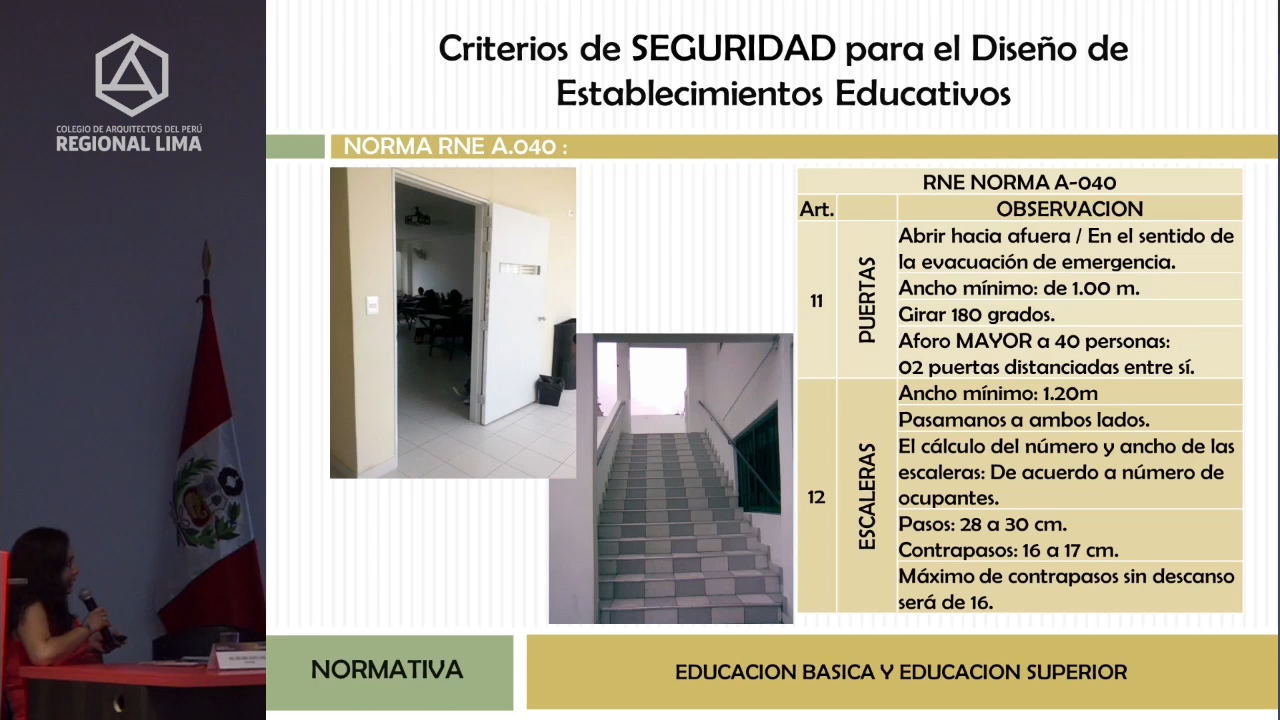 COLEGIO DE ARQUITECTOS DEL PERÚ
REGIONAL LIMA
Criterios de SEGURIDAD para el Diseño de
Establecimientos Educativos
NORMA RNE A.040 :
RNE NORMA A-040
Art.
OBSERVACION
11
PUERTAS
Abrir hacia afuera / En el sentido de
la evacuación de emergencia.
Ancho mínimo: de 1.00 m.
Girar 180 grados.
Aforo MAYOR a 40 personas:
02 puertas distanciadas entre sí.
12
ESCALERAS
Ancho mínimo: 1.20m
Pasamanos a ambos lados.
El cálculo del número y ancho de las
escaleras: De acuerdo a número de
ocupantes.
Pasos: 28 a 30 cm.
Contrapasos: 16 a 17 cm.
Máximo de contrapasos sin descanso
será de 16.
NORMATIVA
EDUCACION BASICA Y EDUCACION SUPERIOR